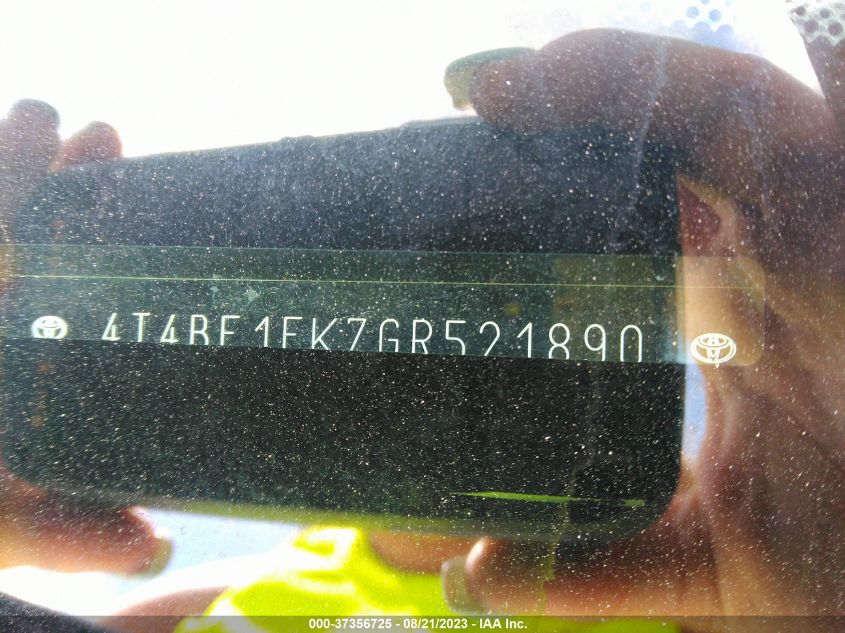 4T4BF1FK7GR521890
000-37356725 - 08/21/2023 - IAA Inc.